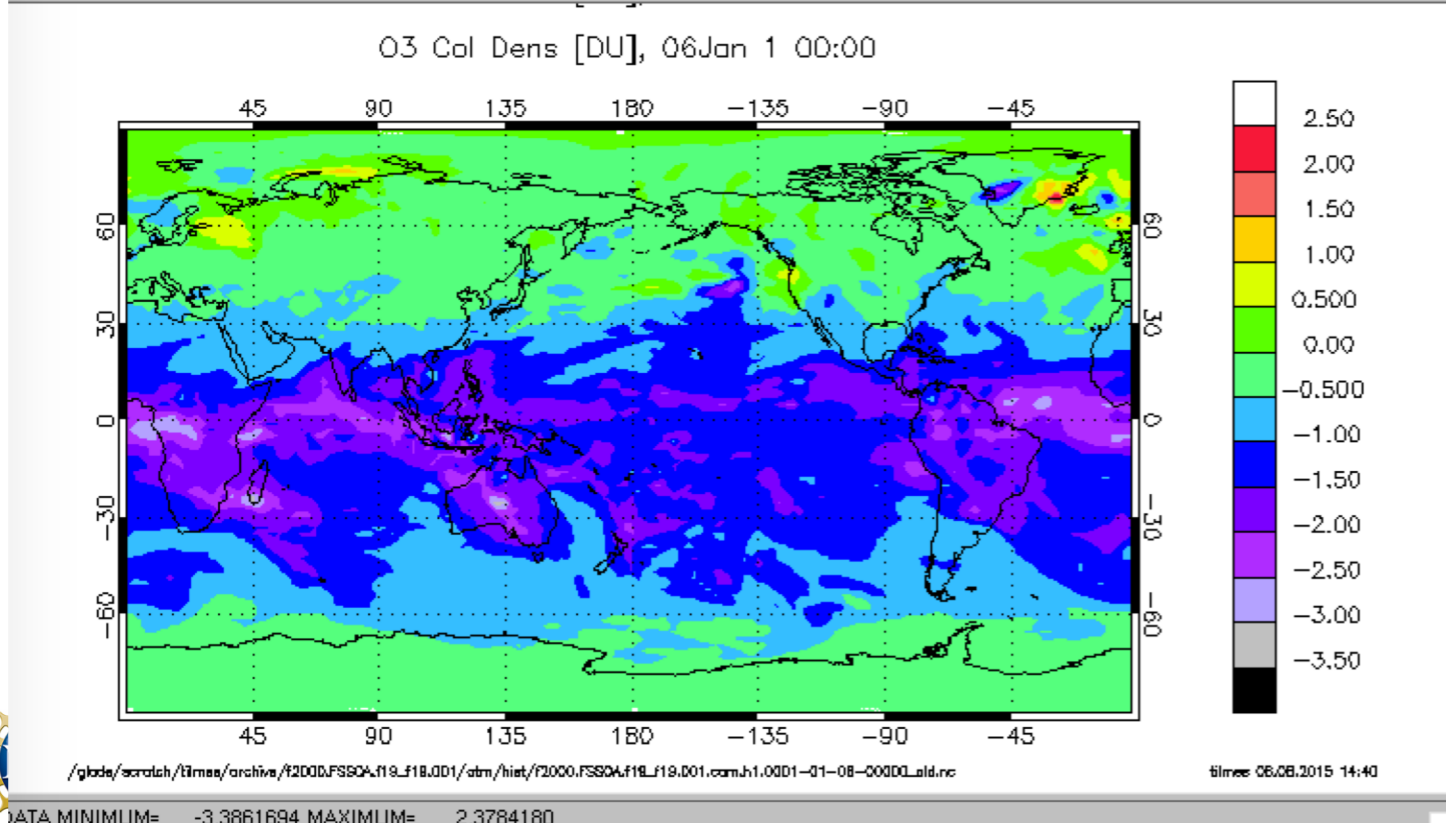 O3 Col Dens [DU], 06Jan 1 00:00
45 90 135 180 -135 -90 -45
60 30 0 -30 -60
60 30 0 -30 -60
45 90 135 180 -135 -90 -45
2.50
2.00
1.50
1.00
0.500
0.00
-0.500
-1.00
-1.50
-2.00
-2.50
-3.00
-3.50
/glade/scratch/tilmes/archive/f2000.FSSOA.f19_f19.001/atm/hist/f2000.FSSOA.f19_f19.001.cam.h1.0001-01-06-00000_old.nc
tilmes 14:40
DATA MINIMUM= -3.3861694 MAXIMUM= 2.3784180